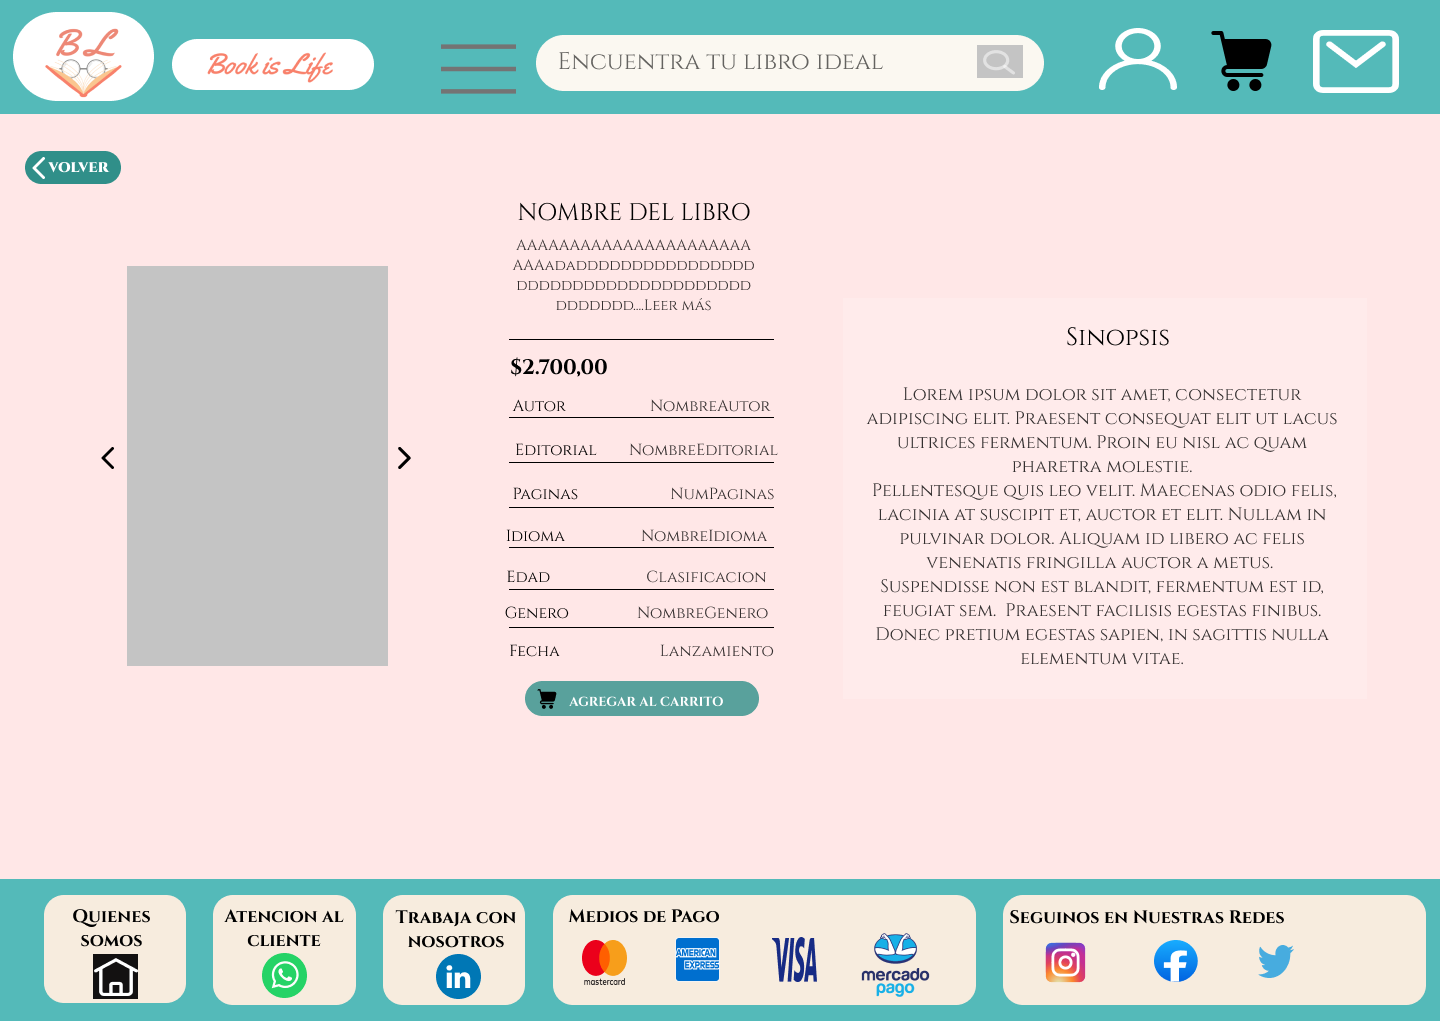 BL
Book is Life
Encuentra tu libro ideal
VOLVER
NOMBRE DEL LIBRO
AAAAAAAAAAAAAAAAAAAAAA
AAAadaddddddddddddddddd
ddddddddddddddddddddd
ddddddd....Leer más
$2.700,00
Autor NombreAutor
Editorial NombreEditorial
Paginas NumPaginas
Idioma NombreIdioma
Edad Clasificacion
Genero NombreGenero
Fecha Lanzamiento
AGREGAR AL CARRITO
Sinopsis
Lorem ipsum dolor sit amet, consectetur
adipiscing elit. Praesent consequat elit ut lacus
ultrices fermentum. Proin eu nisl ac quam
pharetra molestie.
Pellentesque quis leo velit. Maecenas odio felis,
lacinia at suscipit et, auctor et elit. Nullam in
pulvinar dolor. Aliquam id libero ac felis
venenatis fringilla auctor a metus.
Suspendisse non est blandit, fermentum est id,
feugiat sem. Praesent facilisis egestas finibus.
Donec pretium egestas sapien, in sagittis nulla
elementum vitae.
Quienes
somos
Atencion al
cliente
Trabaja con
nosotros
in
Medios de Pago
mastercard
AMERICAN
EXPRESS
VISA
mercado
pago
Seguinos en Nuestras Redes